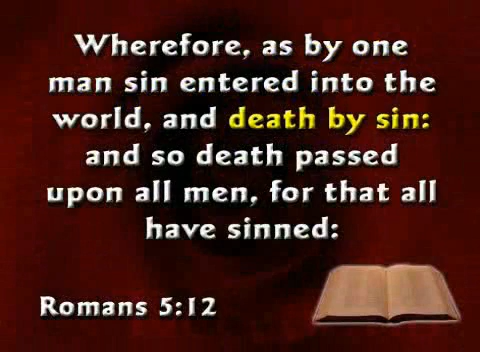 Wherefore, as by one
man sin entered into the
world, and death by sin:
and so death passed
upon all men, for that all
have sinned:
Romans 5:12